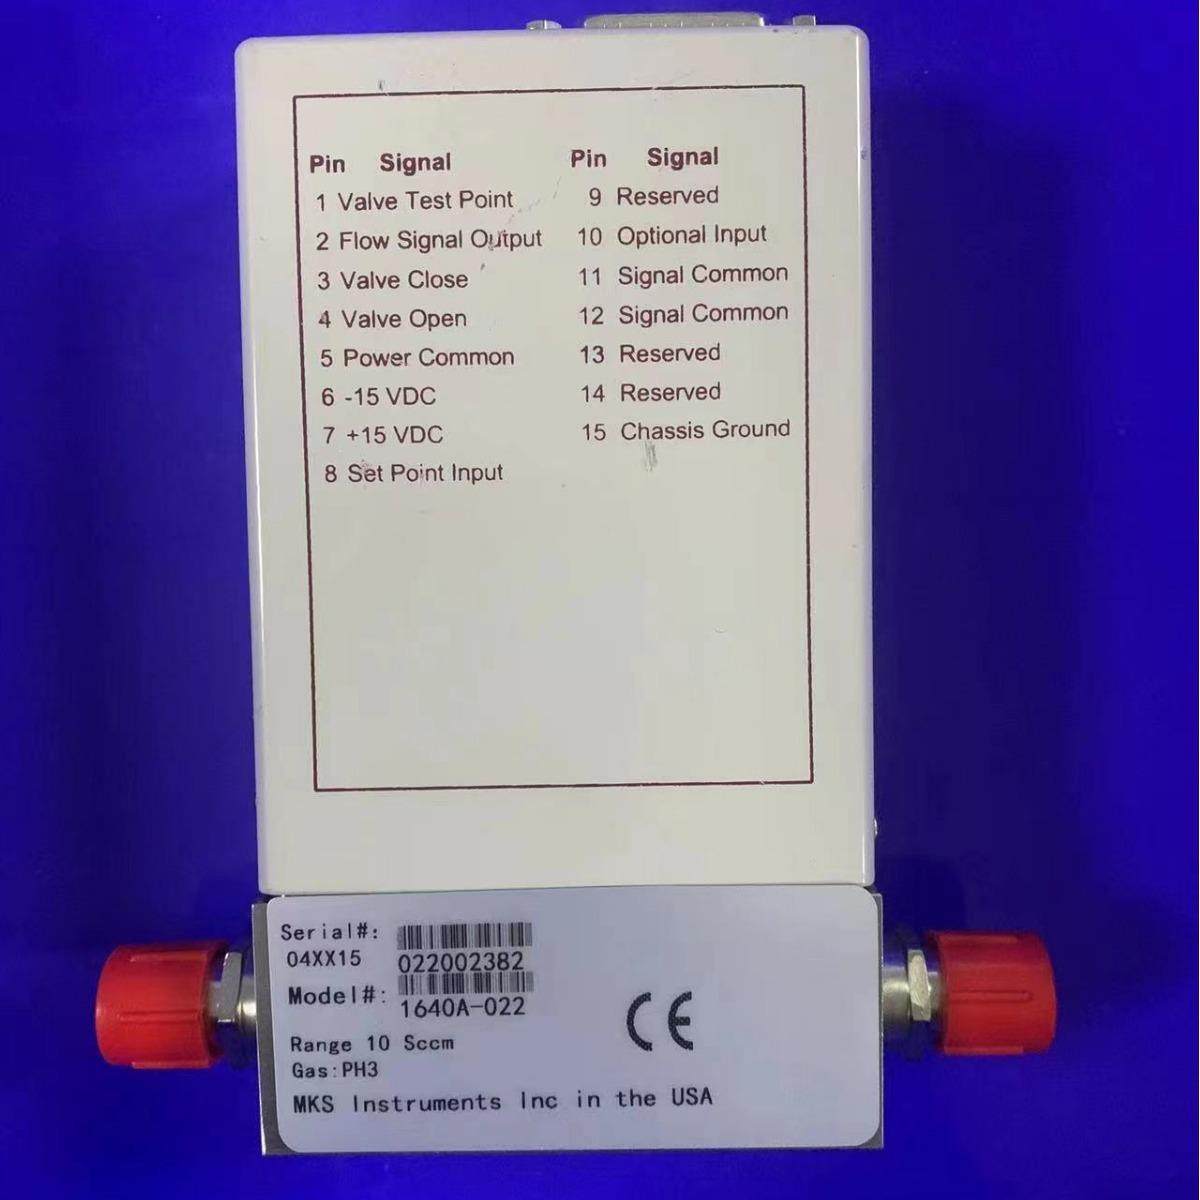 Pin Signal
1 Valve Test Point
2 Flow Signal Output
3 Valve Close
4 Valve Open
5 Power Common
6 -15 VDC
7 +15 VDC
8 Set Point Input
Pin Signal
9 Reserved
10 Optional Input
11 Signal Common
12 Signal Common
13 Reserved
14 Reserved
15 Chassis Ground
Serial#:
04XX15 022002382
Model#: 1640A-022
Range 10 Sccm
Gas:PH3
MKS Instruments Inc in the USA
CE